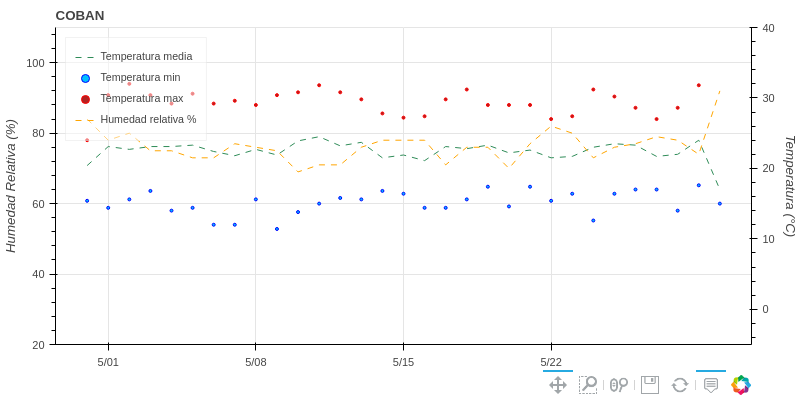 COBAN
Temperatura media
Temperatura min
Temperatura max
Humedad relativa %
Humedad Relativa (%)
100
80
60
40
20
Temperatura (°C)
40
30
20
10
0
5/01
5/08
5/15
5/22